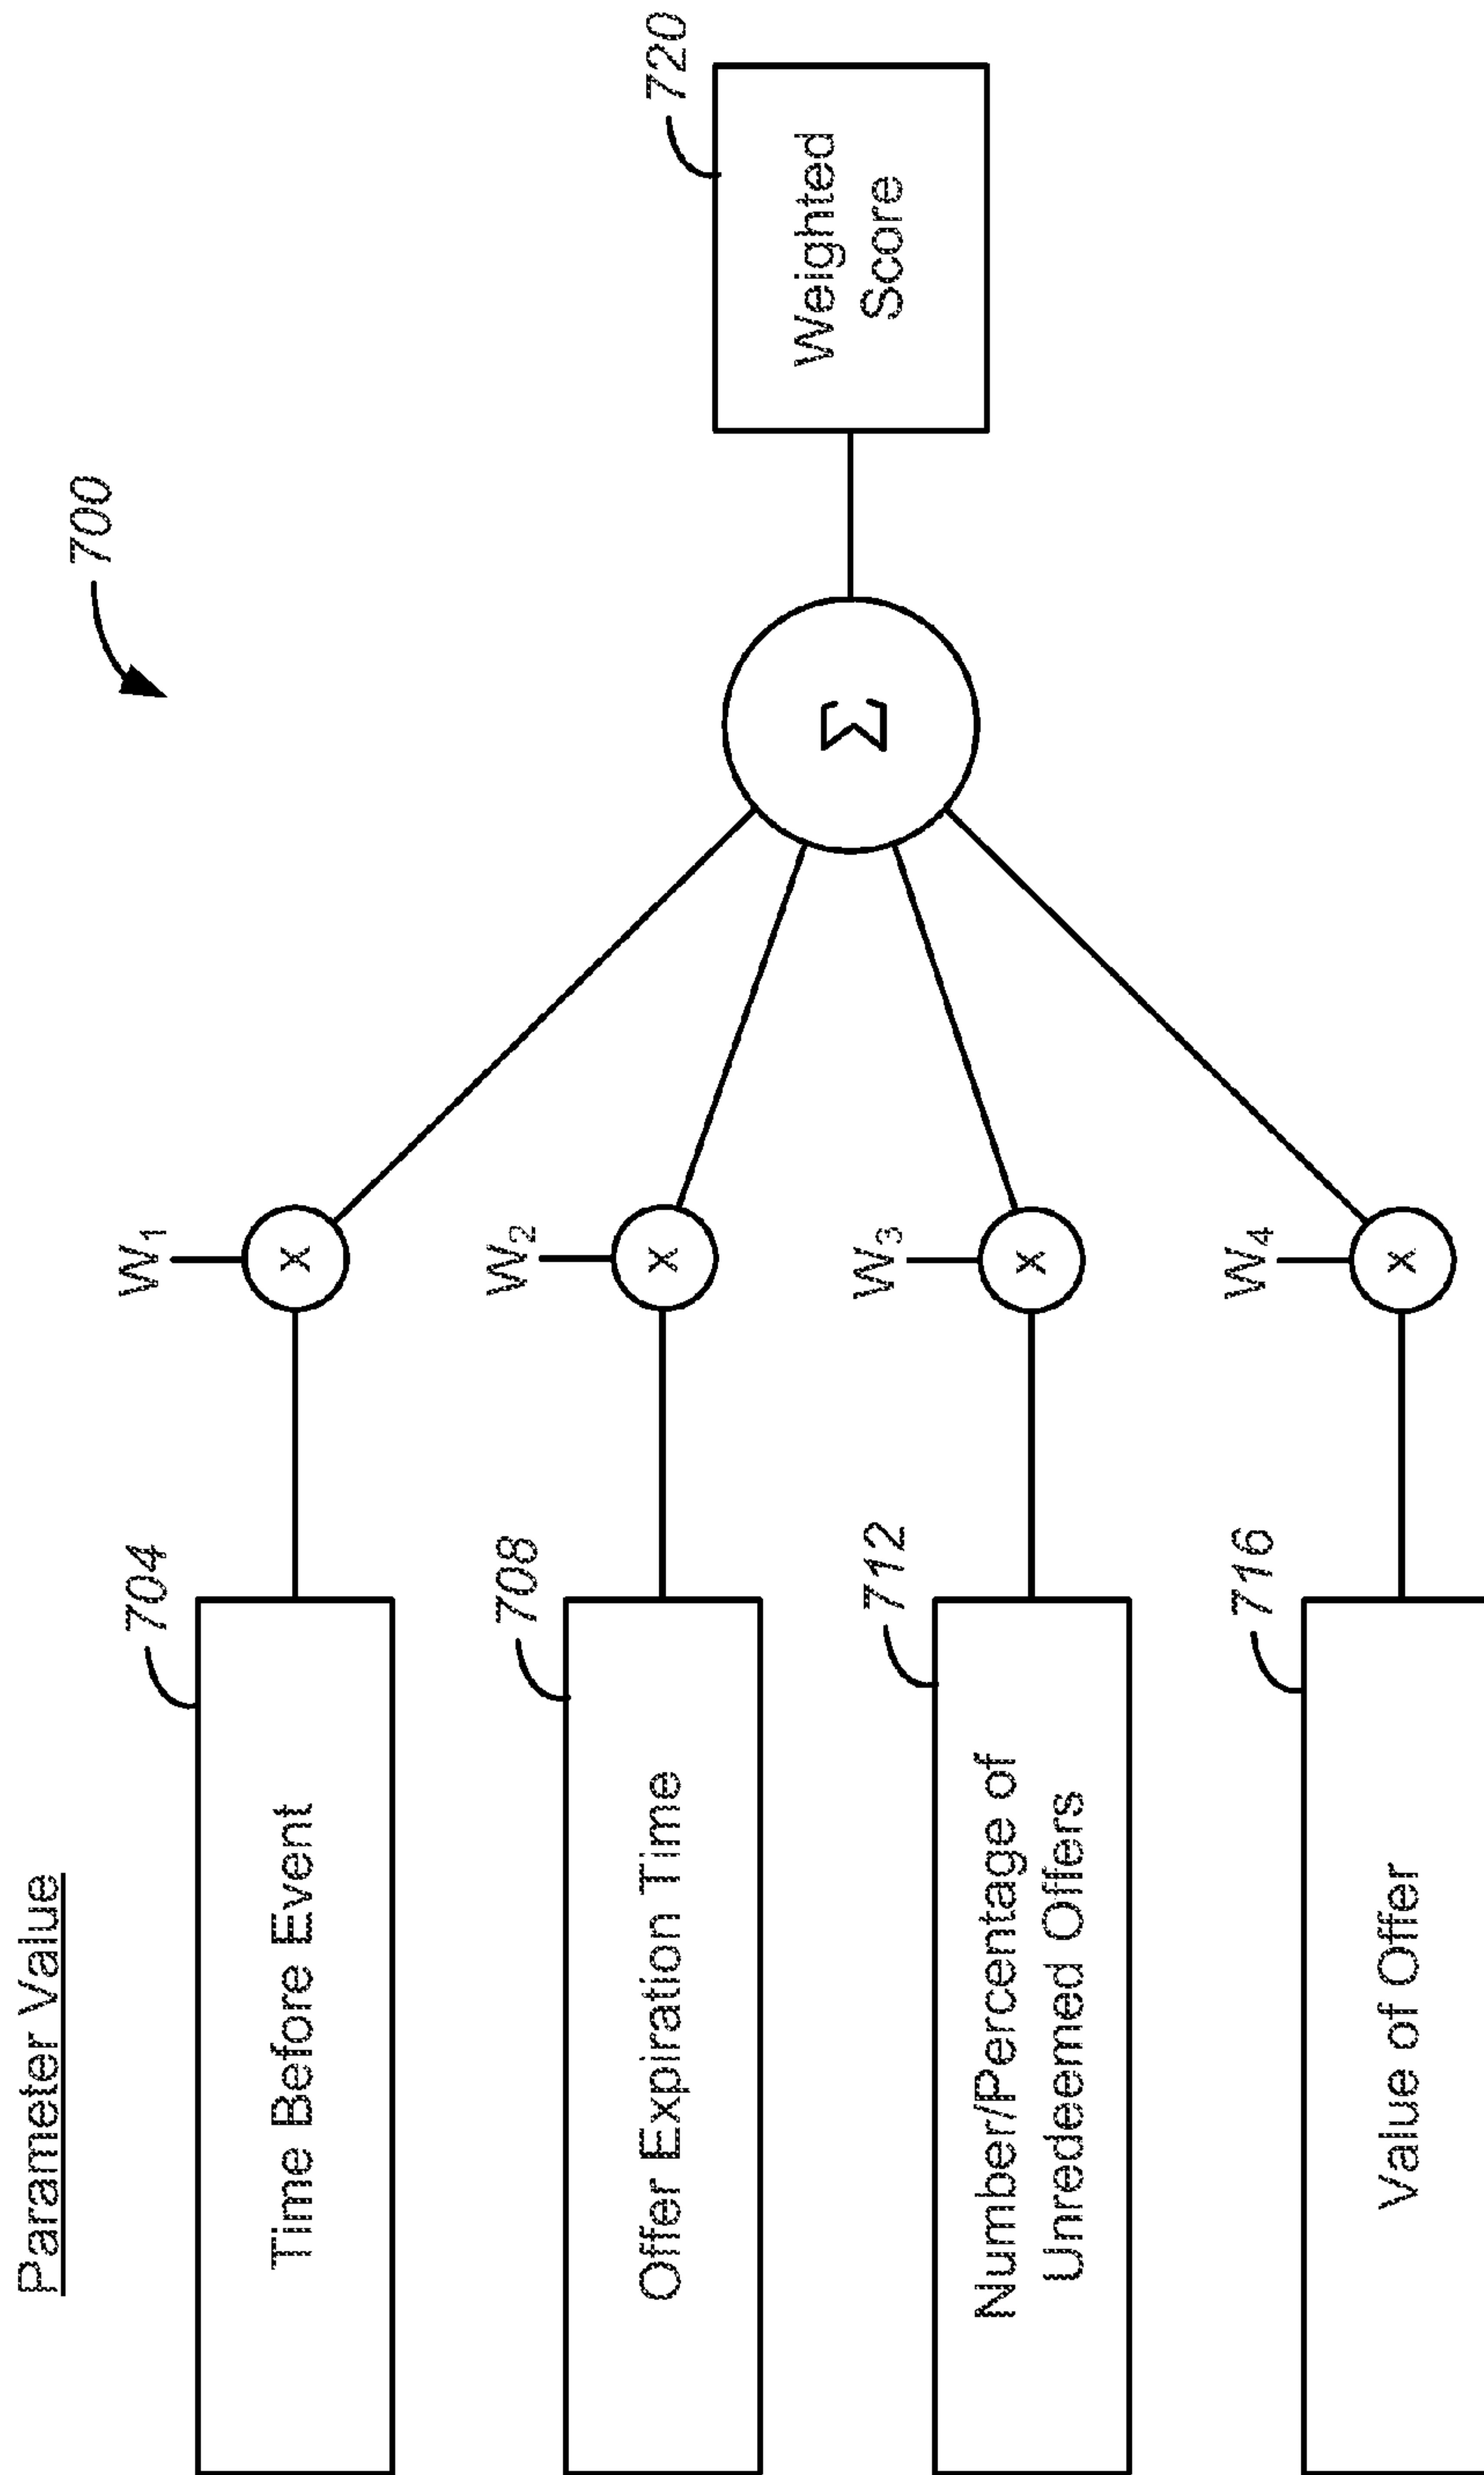 700
Parameter Value
704
Time Before Event
W1
x
708
Offer Expiration Time
W2
x
712
Number/Percentage of
Unredeemed Offers
W3
x
716
Value of Offer
W4
x
Σ
720
Weighted
Score